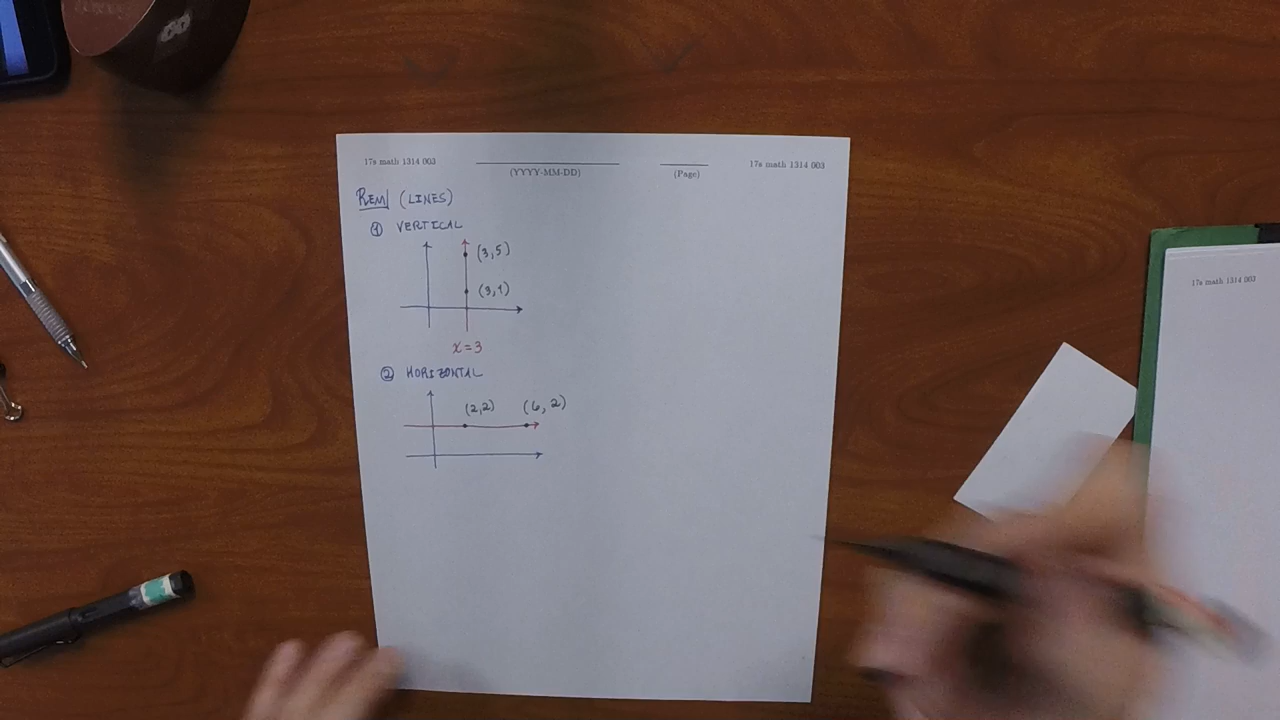 17s math 1314 003 (YYYY-MM-DD) (Page) 17s math 1314 003
REM (LINES)
① VERTICAL
(3,5)
(3,1)
x=3
② HORIZONTAL
(2,2) (6,2)
17s math 1314 003